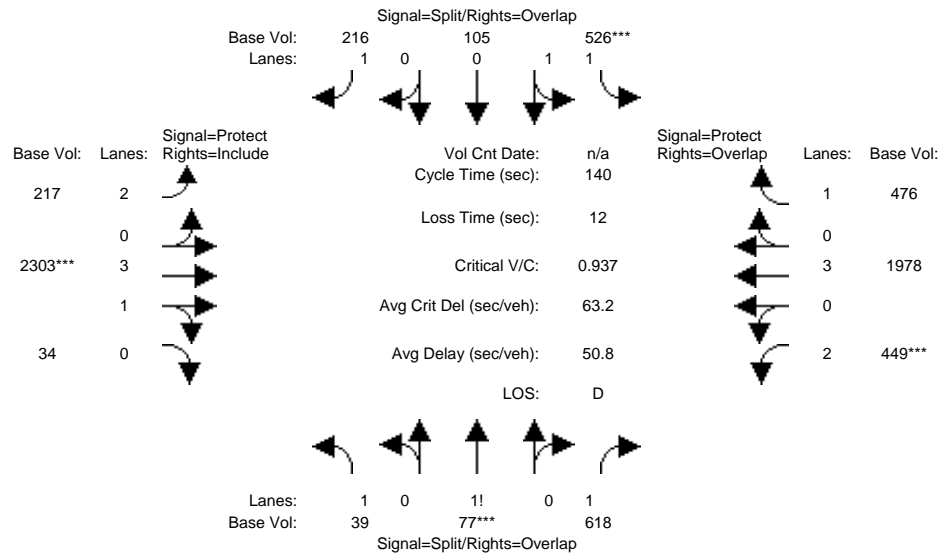 Signal=Split/Rights=Overlap
Base Vol: 216 105 526***
Lanes: 1 0 0 1 1
Signal=Protect
Rights=Include
Base Vol: Lanes:
217 2
0
2303*** 3
1
34 0
Vol Cnt Date: n/a
Cycle Time (sec): 140
Loss Time (sec): 12
Critical V/C: 0.937
Avg Crit Del (sec/veh): 63.2
Avg Delay (sec/veh): 50.8
LOS: D
Signal=Protect
Rights=Overlap
Lanes: Base Vol:
1 476
0
3 1978
0
2 449***
Lanes: 1 0 1! 0 1
Base Vol: 39 77*** 618
Signal=Split/Rights=Overlap